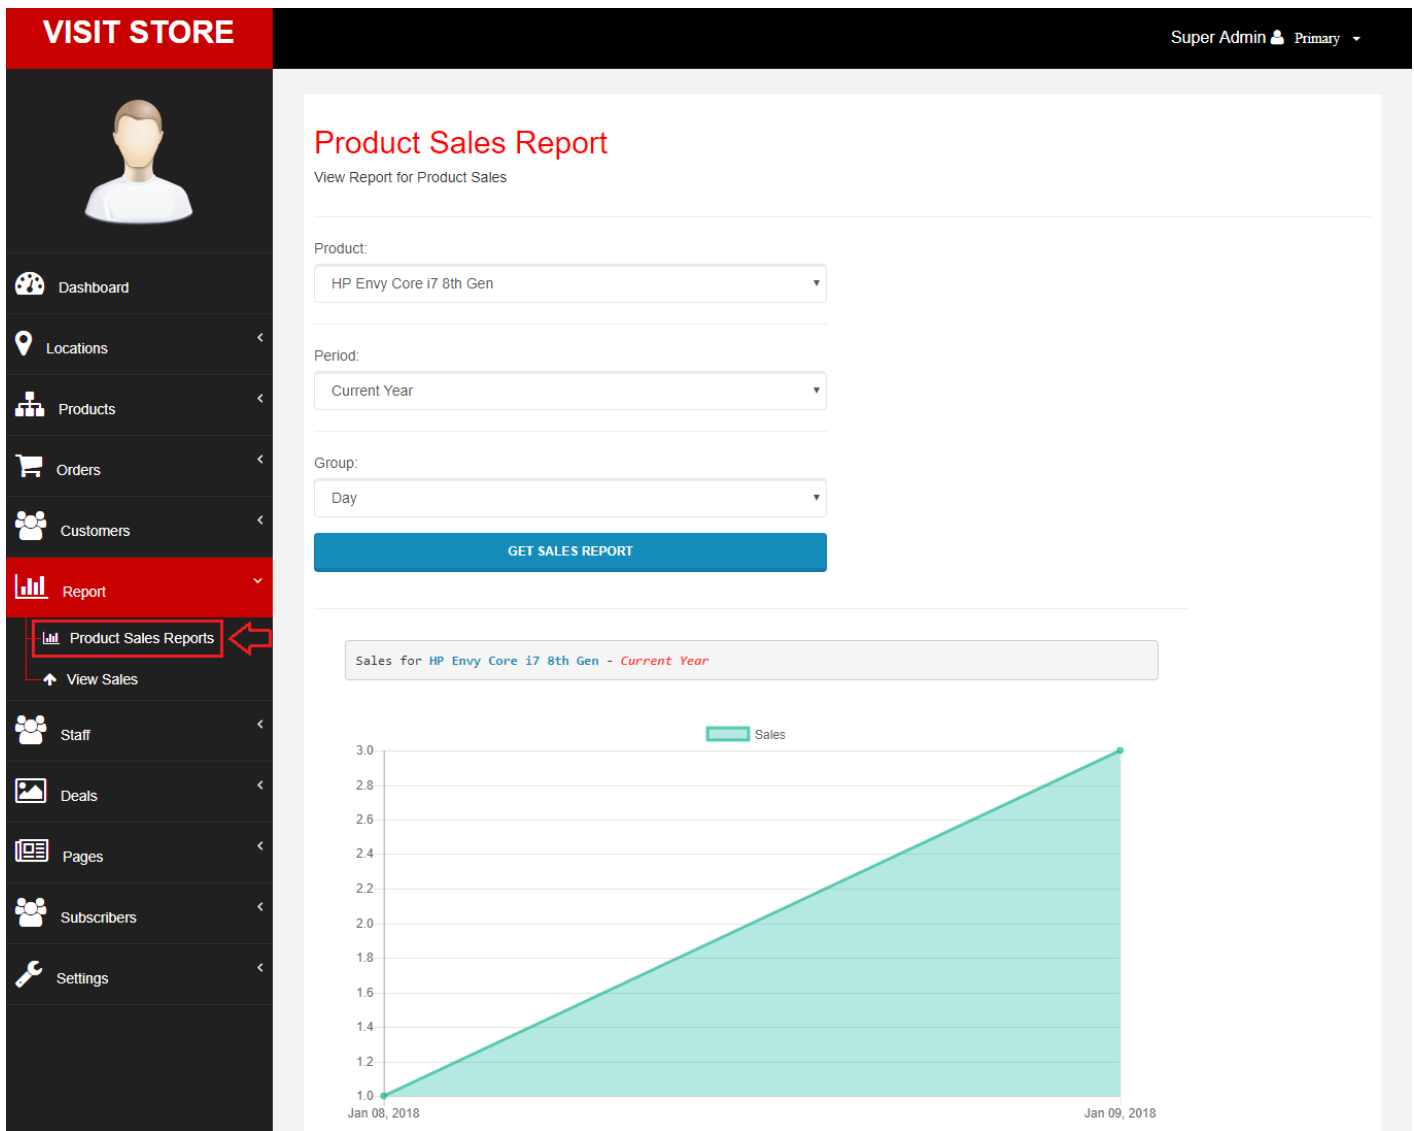 VISIT STORE
Super Admin Primary
Dashboard
Locations
Products
Orders
Customers
Report
Product Sales Reports
View Sales
Staff
Deals
Pages
Subscribers
Settings
Product Sales Report
View Report for Product Sales
Product:
HP Envy Core i7 8th Gen
Period:
Current Year
Group:
Day
GET SALES REPORT
Sales for HP Envy Core i7 8th Gen - Current Year
Sales
3.0
2.8
2.6
2.4
2.2
2.0
1.8
1.6
1.4
1.2
1.0
Jan 08, 2018 Jan 09, 2018